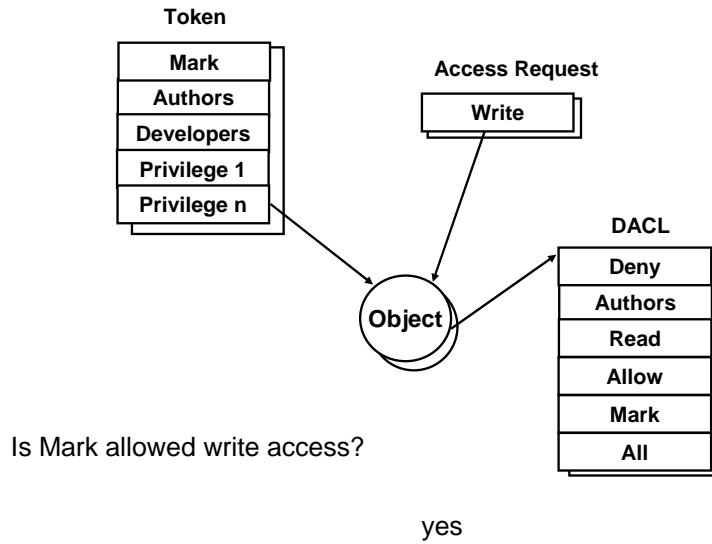 Token
Mark
Authors
Developers
Privilege 1
Privilege n
Access Request
Write
Object
DACL
Deny
Authors
Read
Allow
Mark
All
Is Mark allowed write access?
yes